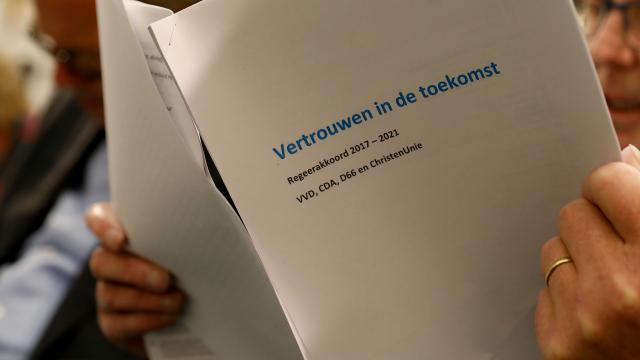 Vertrouwen in de toekomst
Regeerakkoord 2017 – 2021
VVD, CDA, D66 en ChristenUnie